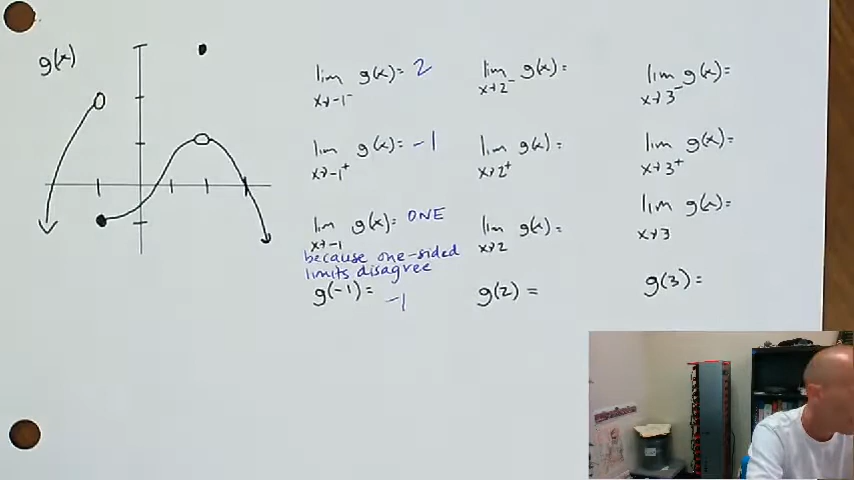 g(x)
lim g(x) = 2
x→-1⁻
lim g(x) = -1
x→-1⁺
lim g(x) = DNE
x→-1
because one-sided
limits disagree
g(-1) = -1
lim g(x) =
x→2⁻
lim g(x) =
x→2⁺
lim g(x) =
x→2
g(2) =
lim g(x) =
x→3⁻
lim g(x) =
x→3⁺
lim g(x) =
x→3
g(3) =